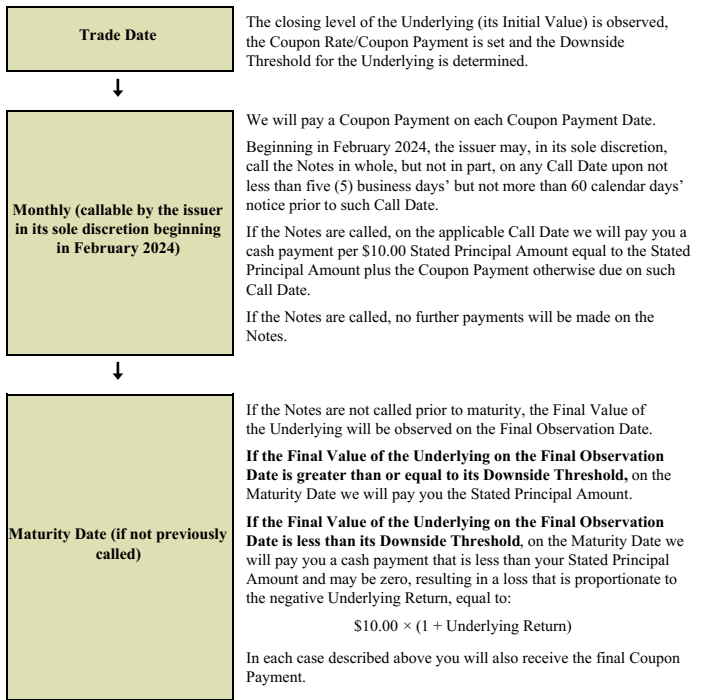 Trade Date
The closing level of the Underlying (its Initial Value) is observed,
the Coupon Rate/Coupon Payment is set and the Downside
Threshold for the Underlying is determined.
Monthly (callable by the issuer
in its sole discretion beginning
in February 2024)
We will pay a Coupon Payment on each Coupon Payment Date.
Beginning in February 2024, the issuer may, in its sole discretion,
call the Notes in whole, but not in part, on any Call Date upon not
less than five (5) business days’ but not more than 60 calendar days’
notice prior to such Call Date.
If the Notes are called, on the applicable Call Date we will pay you a
cash payment per $10.00 Stated Principal Amount equal to the Stated
Principal Amount plus the Coupon Payment otherwise due on such
Call Date.
If the Notes are called, no further payments will be made on the
Notes.
Maturity Date (if not previously
called)
If the Notes are not called prior to maturity, the Final Value of
the Underlying will be observed on the Final Observation Date.
If the Final Value of the Underlying on the Final Observation
Date is greater than or equal to its Downside Threshold, on the
Maturity Date we will pay you the Stated Principal Amount.
If the Final Value of the Underlying on the Final Observation
Date is less than its Downside Threshold, on the Maturity Date we
will pay you a cash payment that is less than your Stated Principal
Amount and may be zero, resulting in a loss that is proportionate to
the negative Underlying Return, equal to:
$10.00 × (1 + Underlying Return)
In each case described above you will also receive the final Coupon
Payment.